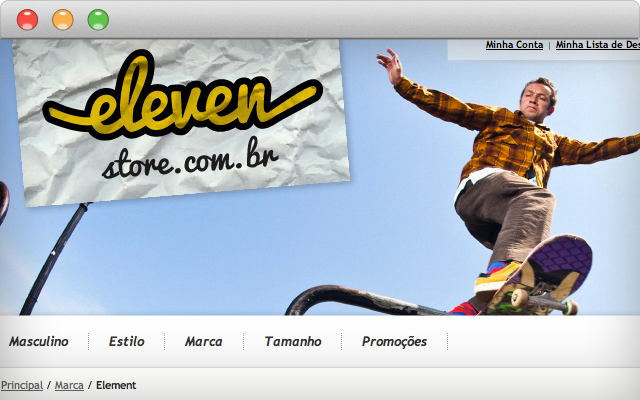 Minha Conta | Minha Lista de Des
eleven
store.com.br
Masculino Estilo Marca Tamanho Promoções
Principal / Marca / Element